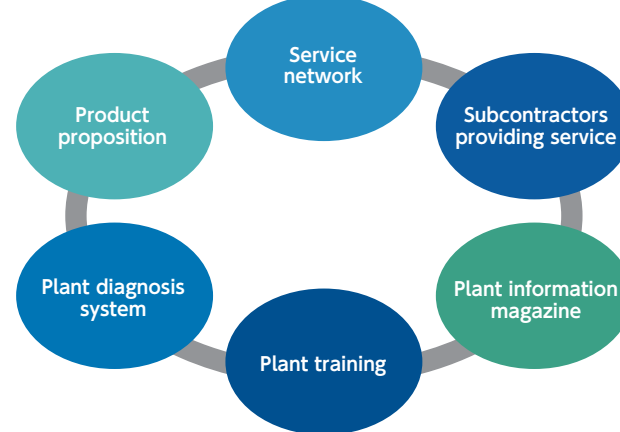 Service
network
Product
proposition
Subcontractors
providing service
Plant diagnosis
system
Plant information
magazine
Plant training